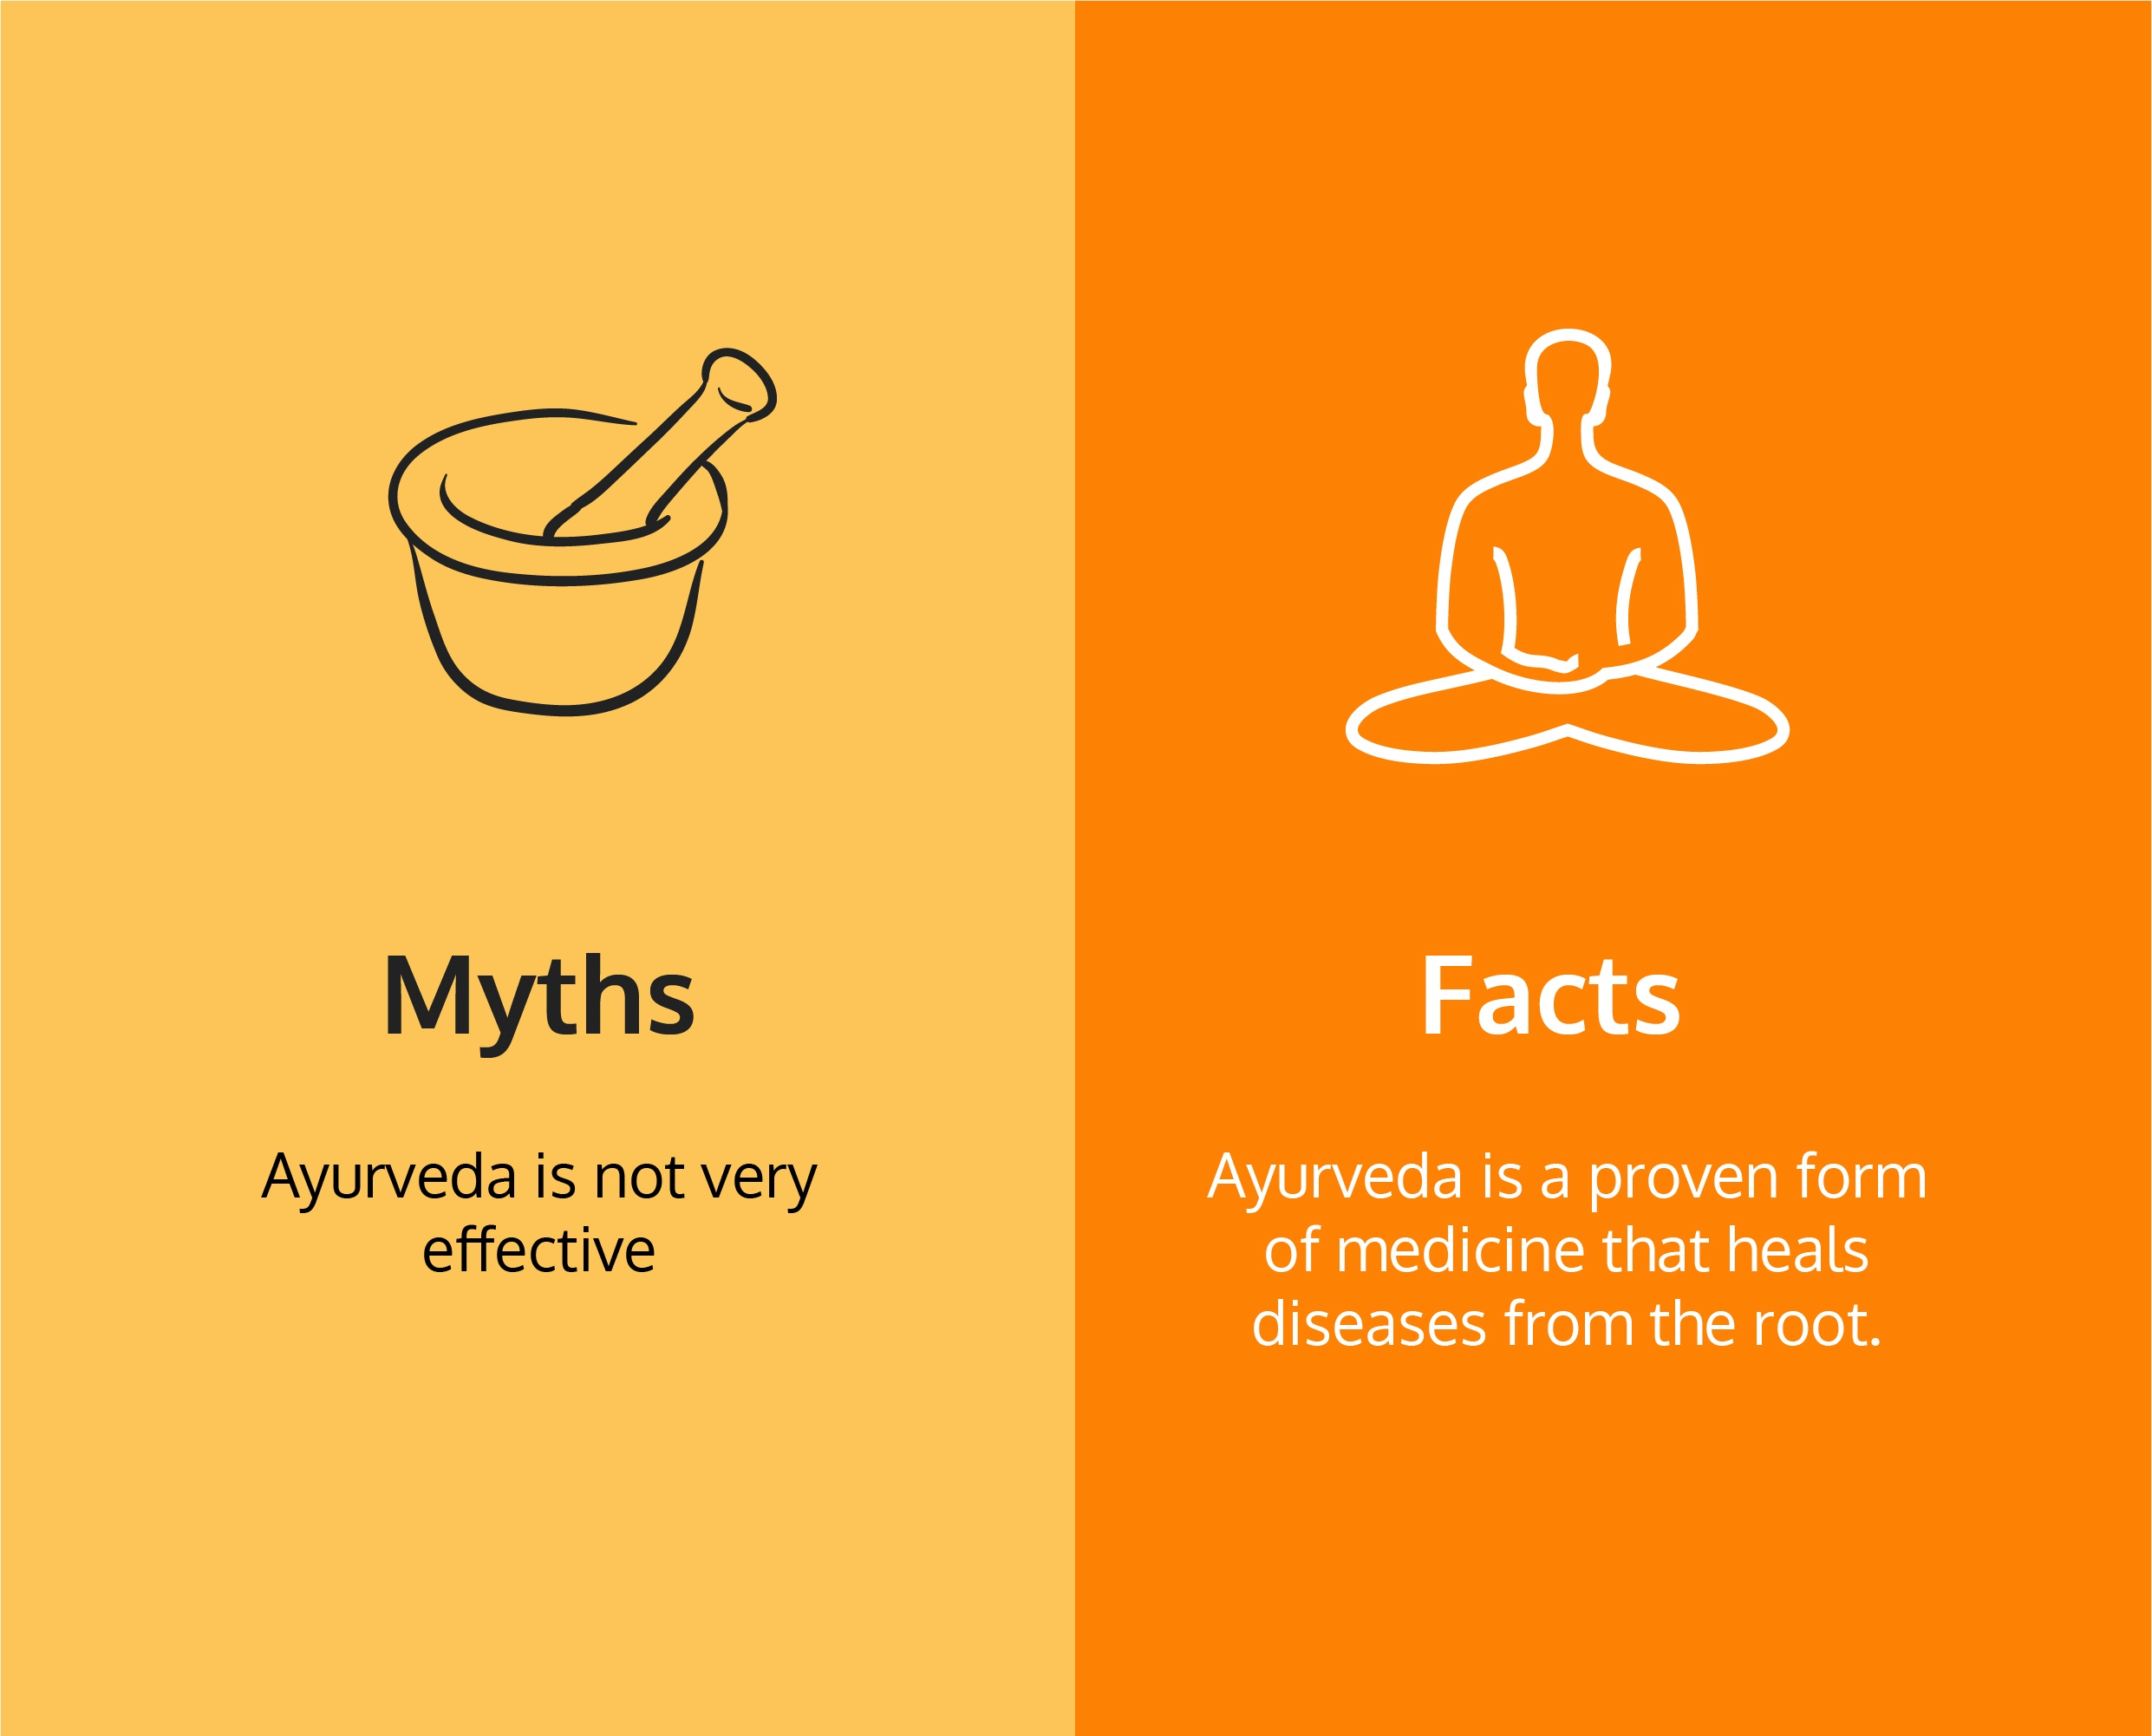 Myths
Ayurveda is not very
effective
Facts
Ayurveda is a proven form
of medicine that heals
diseases from the root.